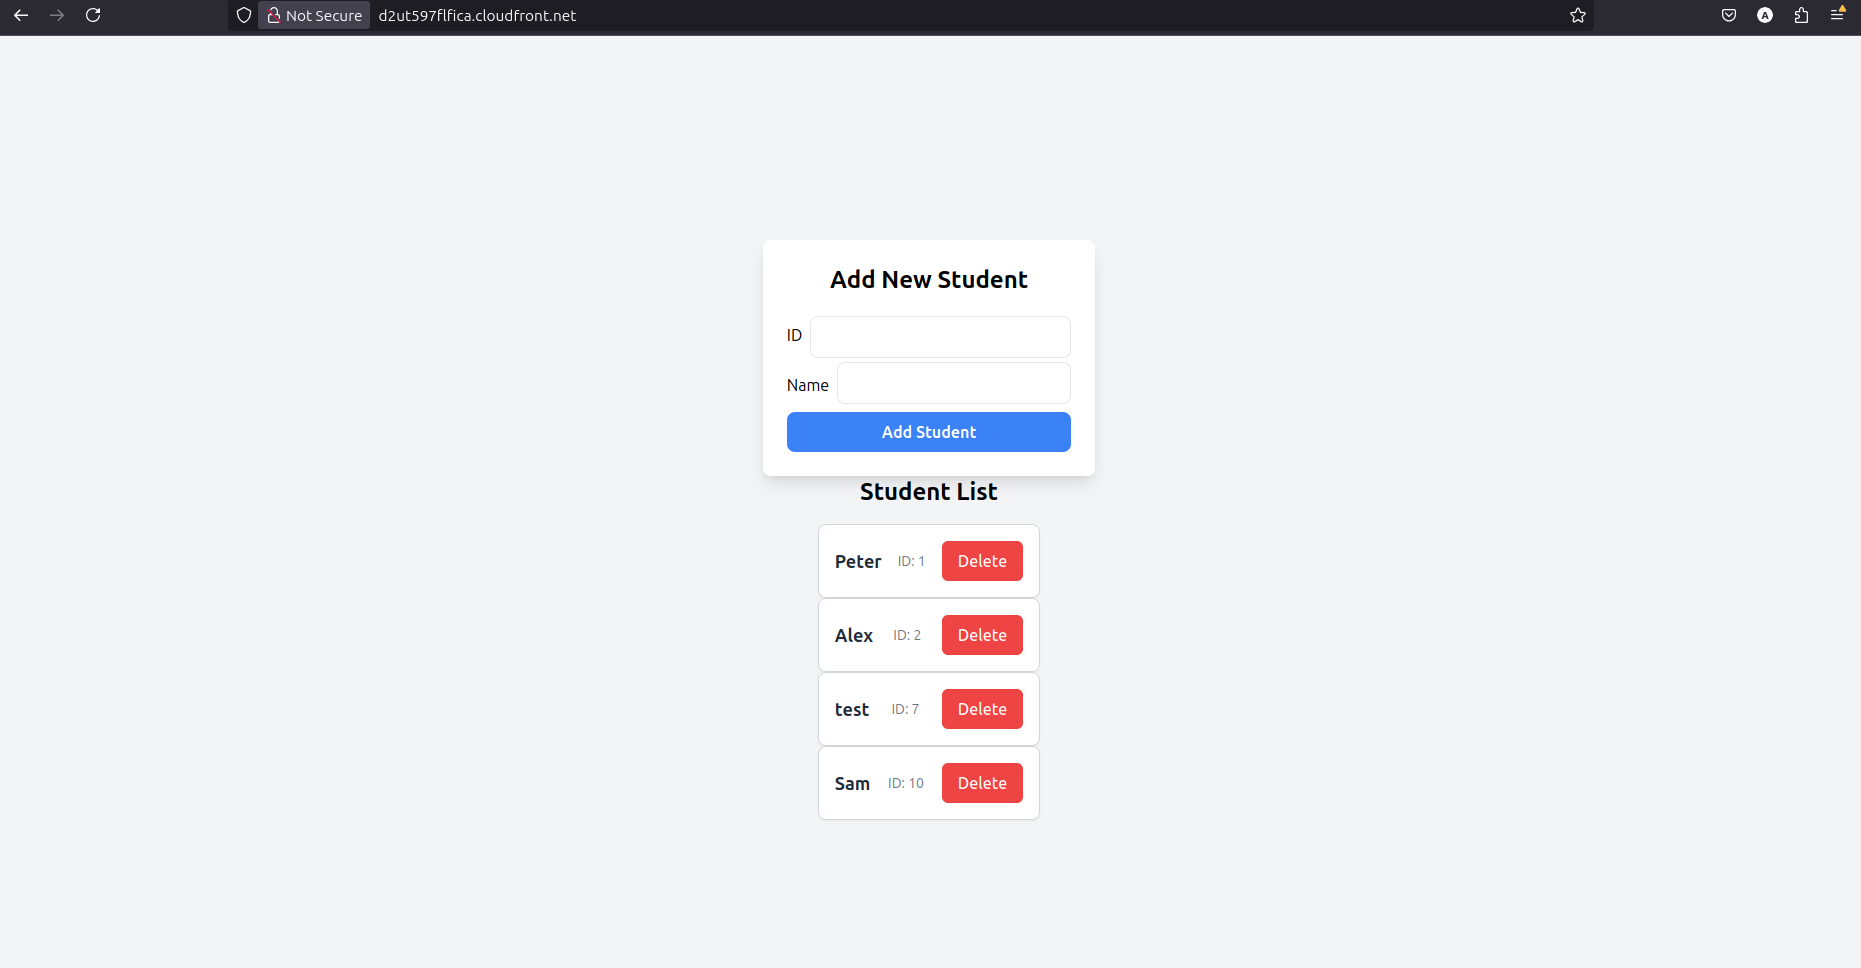 Not Secure d2ut597flfica.cloudfront.net
A
Add New Student
ID
Name
Add Student
Student List
Peter ID: 1 Delete
Alex ID: 2 Delete
test ID: 7 Delete
Sam ID: 10 Delete